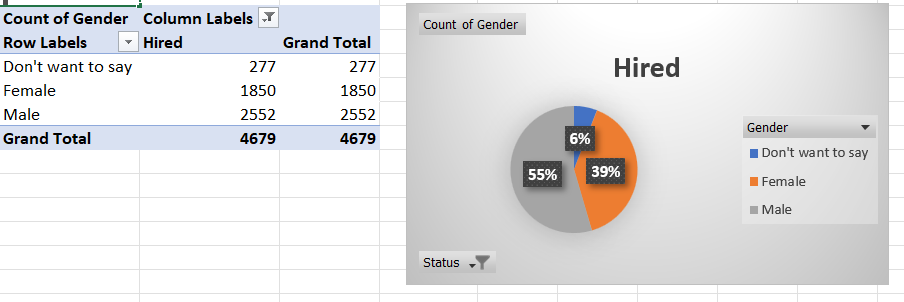 Count of Gender Column Labels
Row Labels Hired Grand Total
Don't want to say 277 277
Female 1850 1850
Male 2552 2552
Grand Total 4679 4679
Count of Gender
Hired
6%
39%
55%
Gender
Don't want to say
Female
Male
Status